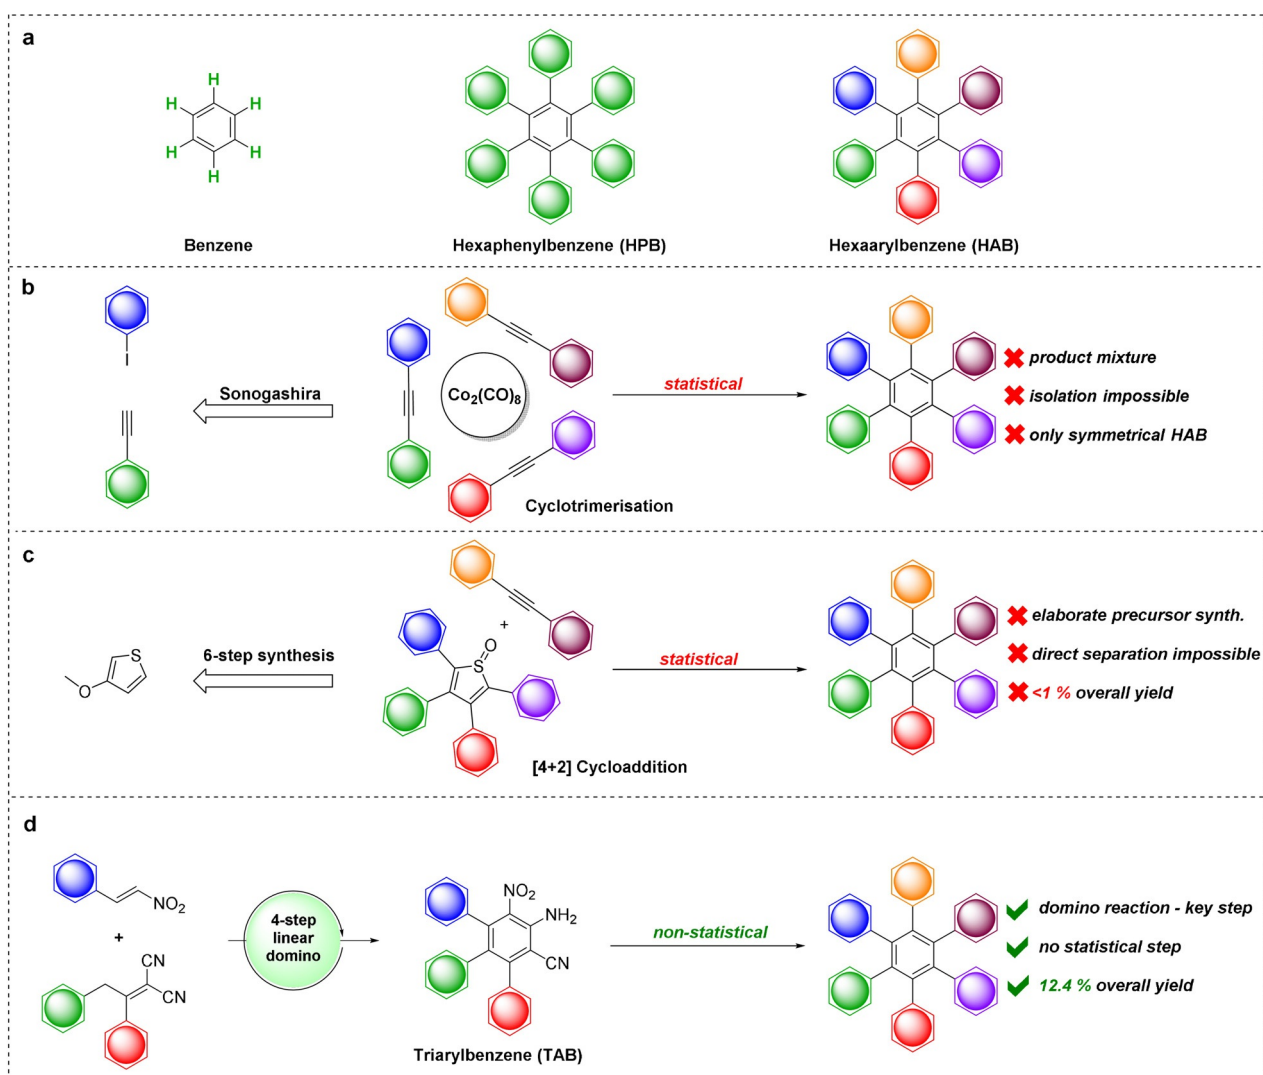 a
H
H
H
H
H
H
Benzene
Hexaphenylbenzene (HPB)
Hexaarylbenzene (HAB)
b
I
Sonogashira
Co₂(CO)₈
Cyclotrimerisation
statistical
product mixture
isolation impossible
only symmetrical HAB
c
S
O
6-step synthesis
+
O
S
[4+2] Cycloaddition
statistical
elaborate precursor synth.
direct separation impossible
<1 % overall yield
d
NO₂
+
CN
CN
4-step
linear
domino
NO₂
NH₂
CN
Triarylbenzene (TAB)
non-statistical
domino reaction - key step
no statistical step
12.4 % overall yield